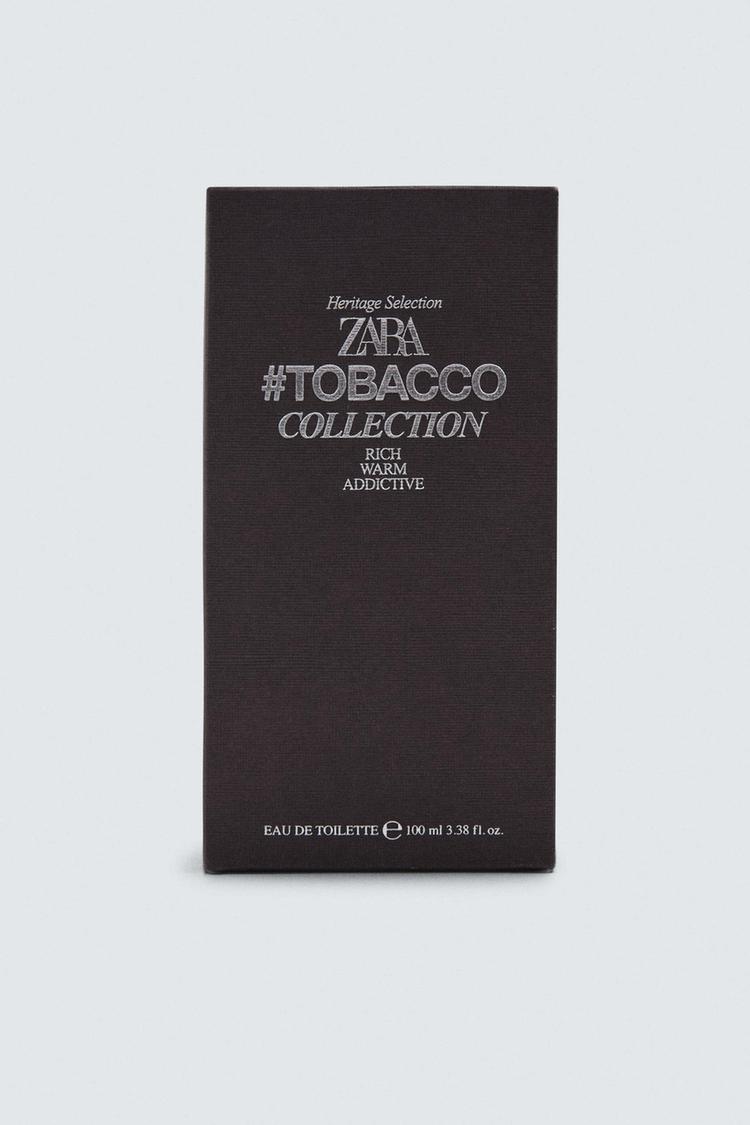 Heritage Selection
ZARA
#TOBACCO
COLLECTION
RICH
WARM
ADDICTIVE
EAU DE TOILETTE ℮ 100 ml 3.38 fl. oz.